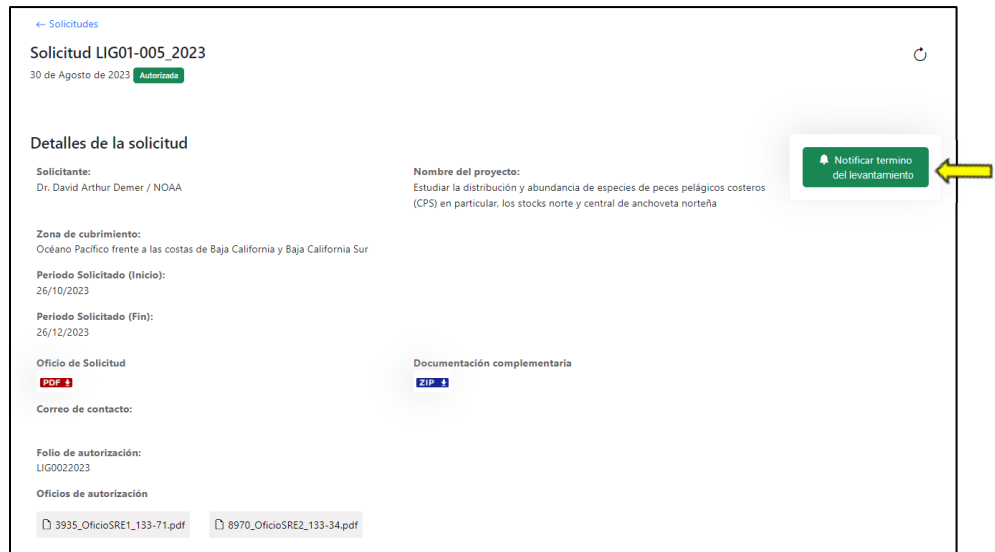 ← Solicitudes
Solicitud LIG01-005_2023
30 de Agosto de 2023 Autorizada
Detalles de la solicitud
Notificar termino
del levantamiento
Solicitante:
Dr. David Arthur Demer / NOAA
Nombre del proyecto:
Estudiar la distribución y abundancia de especies de peces pelágicos costeros
(CPS) en particular, los stocks norte y central de anchoveta norteña
Zona de cubrimiento:
Océano Pacífico frente a las costas de Baja California y Baja California Sur
Periodo Solicitado (Inicio):
26/10/2023
Periodo Solicitado (Fin):
26/12/2023
Oficio de Solicitud
PDF
Documentación complementaria
ZIP
Correo de contacto:
Folio de autorización:
LIG0022023
Oficios de autorización
3935_OficioSRE1_133-71.pdf
8970_OficioSRE2_133-34.pdf